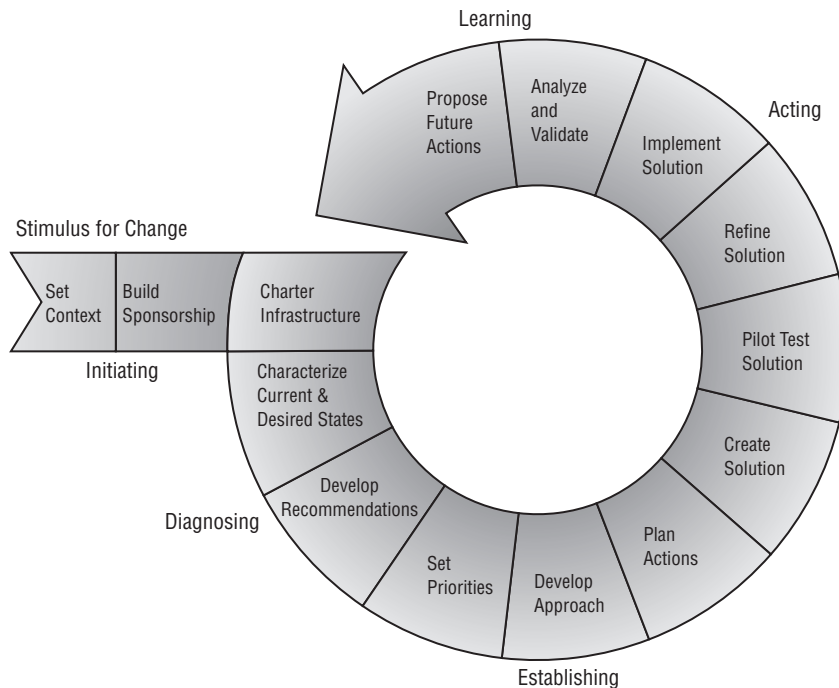 Learning
Propose
Future
Actions
Analyze
and
Validate
Implement
Solution
Acting
Refine
Solution
Stimulus for Change
Set
Context
Build
Sponsorship
Charter
Infrastructure
Initiating
Pilot Test
Solution
Characterize
Current &
Desired States
Create
Solution
Diagnosing
Develop
Recommendations
Set
Priorities
Develop
Approach
Plan
Actions
Establishing